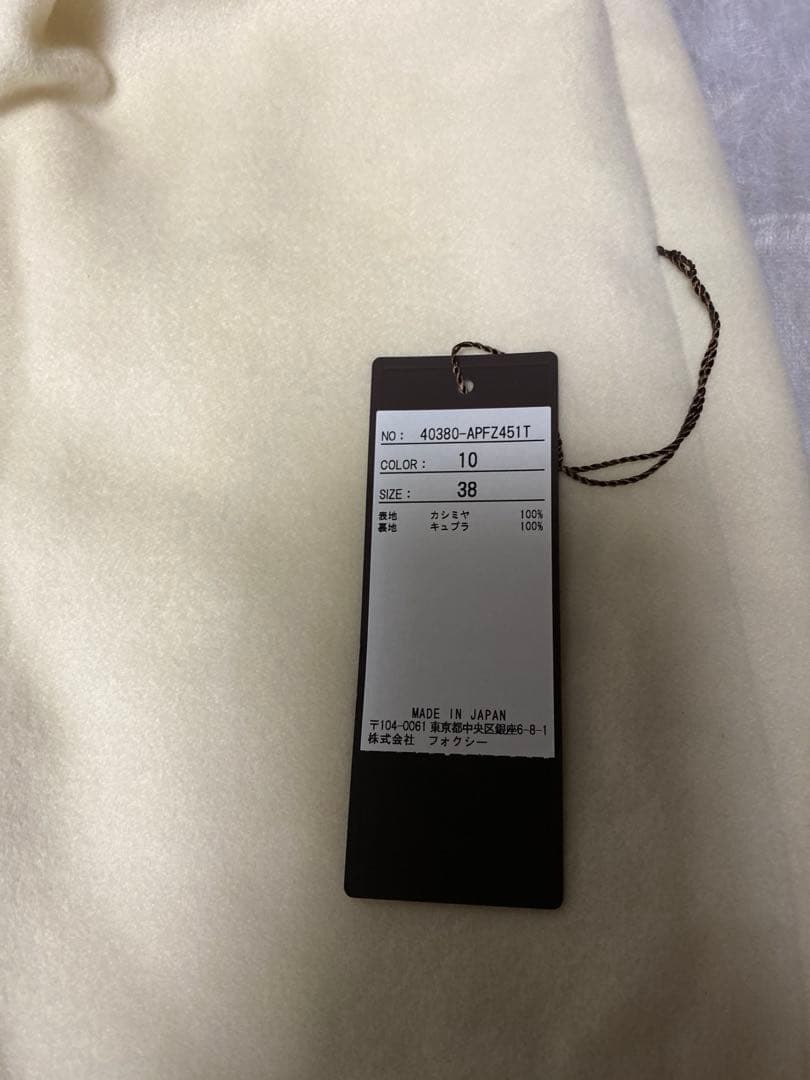 NO: 40380-APFZ451T
COLOR: 10
SIZE: 38
表地 カシミヤ 100%
裏地 キュプラ 100%
MADE IN JAPAN
〒104-0061 東京都中央区銀座6-8-1
株式会社 フォクシー